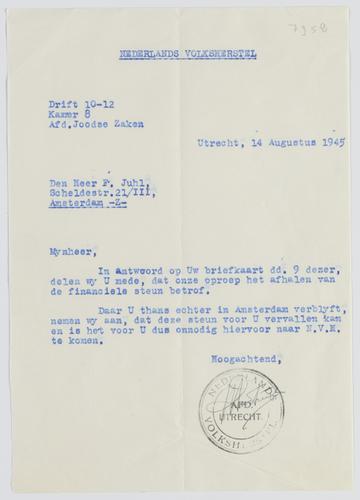 7958
NEDERLANDS VOLKSHERSTEL
Drift 10-12
Kamer 8
Afd.Joodse Zaken
Utrecht, 14 Augustus 1945
Den Heer F. Juhl,
Scheldestr.21/III,
Amsterdam -Z-
Mynheer,
In antwoord op Uw briefkaart dd. 9 dezer,
delen wy U mede, dat onze oproep het afhalen van
de financiele steun betrof.
Daar U thans echter in Amsterdam verblyft,
nemen wy aan, dat deze steun voor U vervallen kan
en is het voor U dus onnodig hiervoor naar N.V.H.
te komen.
Hoogachtend,
NEDERLANDS
AFD.
UTRECHT
VOLKSHERSTEL